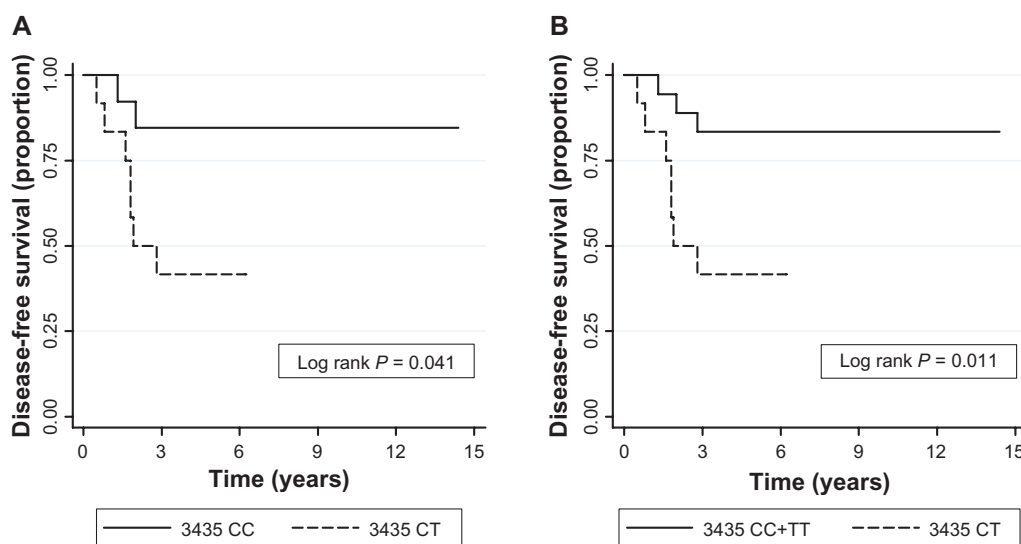 A
Disease-free survival (proportion)
1.00
0.75
0.50
0.25
0.00
Log rank P = 0.041
0 3 6 9 12 15
Time (years)
3435 CC 3435 CT
B
Disease-free survival (proportion)
1.00
0.75
0.50
0.25
0.00
Log rank P = 0.011
0 3 6 9 12 15
Time (years)
3435 CC+TT 3435 CT